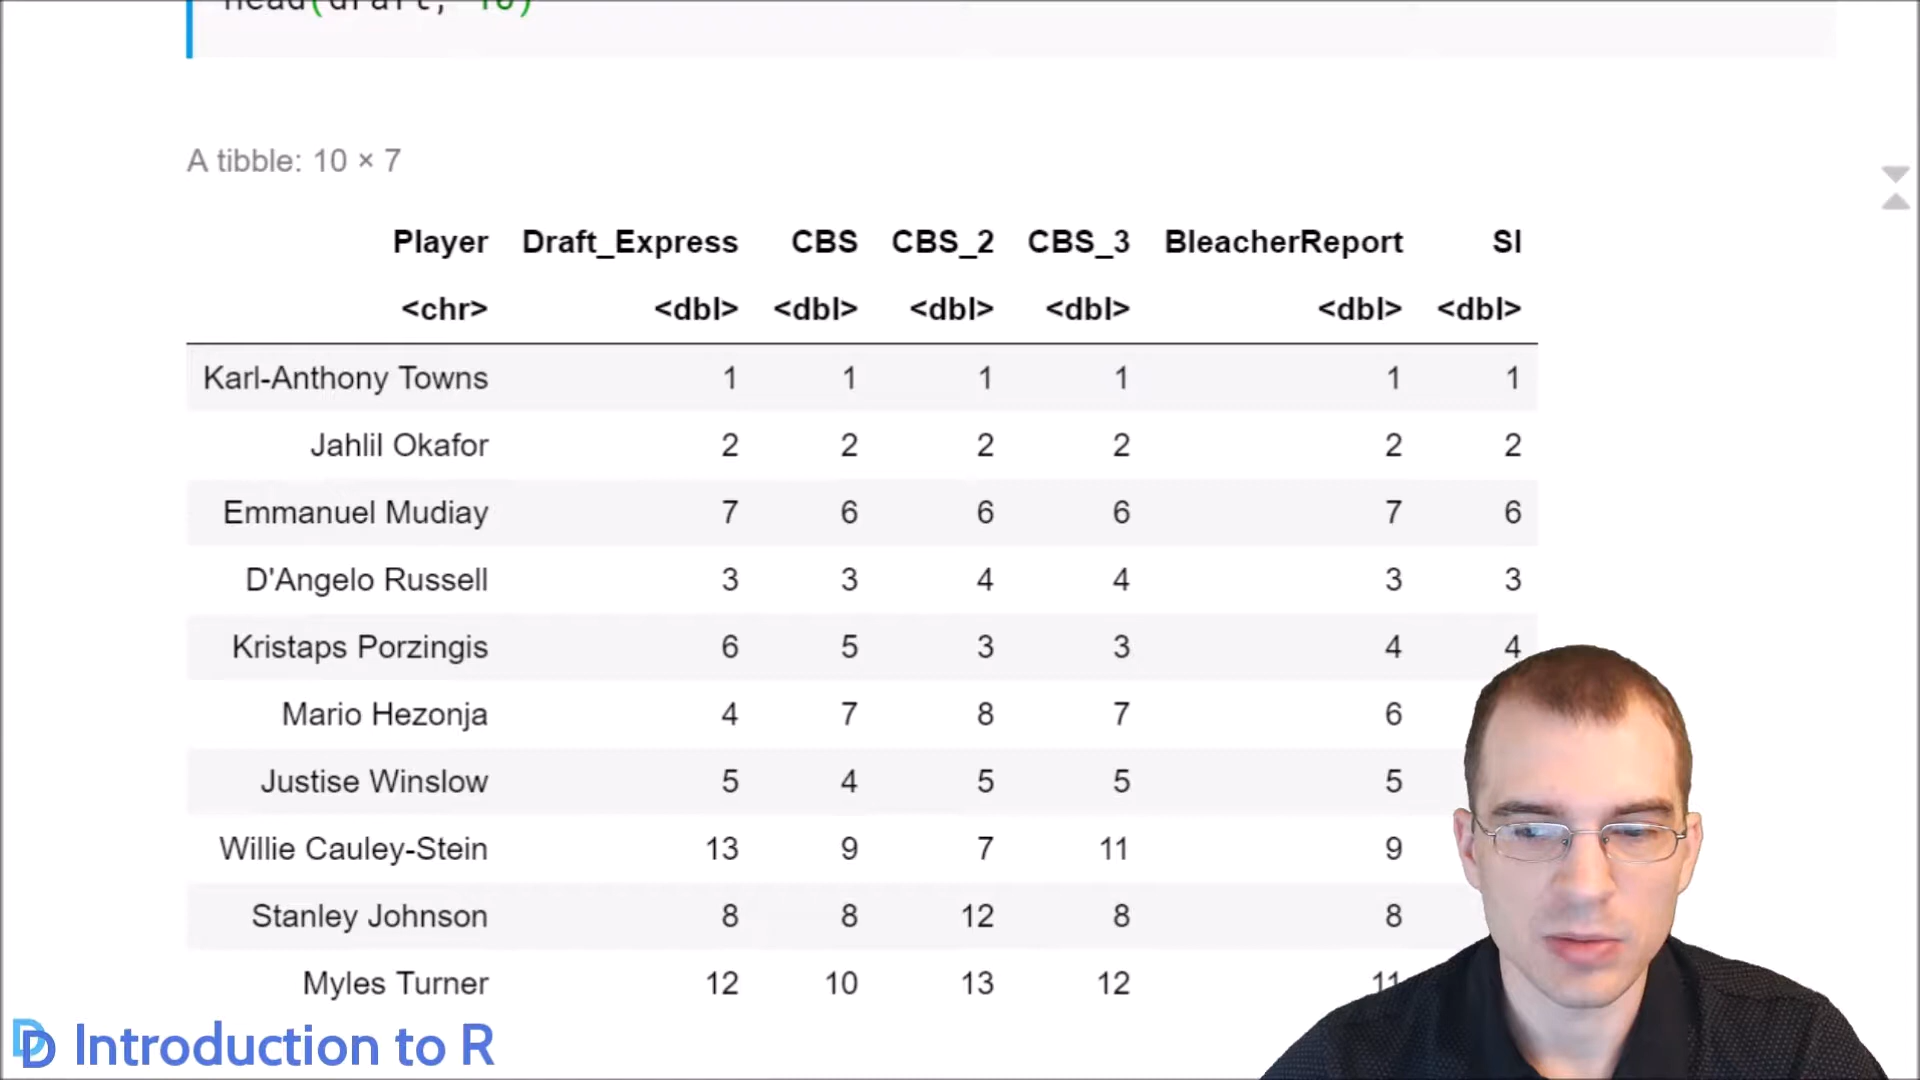 head(draft, 10)
A tibble: 10 × 7
Player Draft_Express CBS CBS_2 CBS_3 BleacherReport SI
<chr> <dbl> <dbl> <dbl> <dbl> <dbl> <dbl>
Karl-Anthony Towns 1 1 1 1 1 1
Jahlil Okafor 2 2 2 2 2 2
Emmanuel Mudiay 7 6 6 6 7 6
D'Angelo Russell 3 3 4 4 3 3
Kristaps Porzingis 6 5 3 3 4 4
Mario Hezonja 4 7 8 7 6
Justise Winslow 5 4 5 5 5
Willie Cauley-Stein 13 9 7 11 9
Stanley Johnson 8 8 12 8 8
Myles Turner 12 10 13 12 11
D Introduction to R